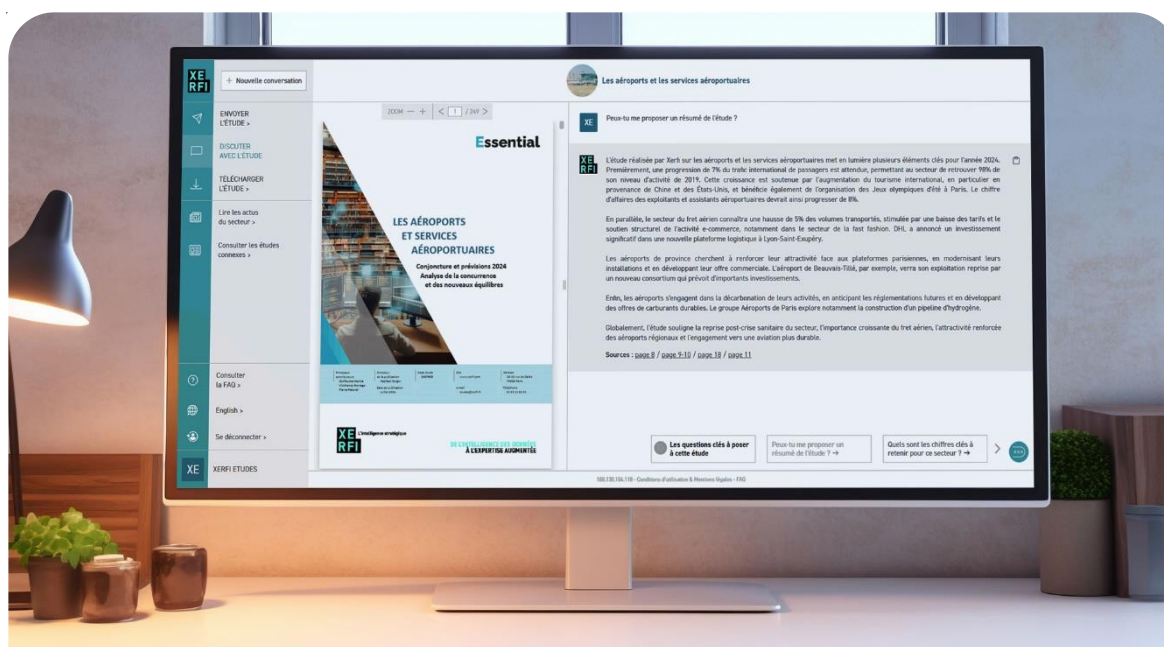 XE
RFI
+ Nouvelle conversation
Les aéroports et les services aéroportuaires
ENVOYER
L'ÉTUDE >
DISCUTER
AVEC L'ÉTUDE
TÉLÉCHARGER
L'ÉTUDE >
Lire les actus
du secteur >
Consulter les études
connexes >
Consulter
la FAQ >
English >
Se déconnecter >
XE
XERFI ETUDES
ZOOM − + < 1 / 249 >
Essential
LES AÉROPORTS
ET SERVICES
AÉROPORTUAIRES
Conjoncture et prévisions 2024
Analyse de la concurrence
et des nouveaux équilibres
XE
RFI
L'intelligence stratégique
DE L'INTELLIGENCE DES DONNÉES
À L'EXPERTISE AUGMENTÉE
XE
Peux-tu me proposer un résumé de l'étude ?
XE
RFI
L'étude réalisée par Xerfi sur les aéroports et les services aéroportuaires met en lumière plusieurs éléments clés pour l'année 2024.
Premièrement, une progression de 7% du trafic international de passagers est attendue, permettant au secteur de retrouver 98% de
son niveau d'activité de 2019. Cette croissance est soutenue par l'augmentation du tourisme international, en particulier en
provenance de Chine et des États-Unis, et bénéficie également de l'organisation des Jeux olympiques d'été à Paris. Le chiffre
d'affaires des exploitants et assistants aéroportuaires devrait ainsi progresser de 8%.
En parallèle, le secteur du fret aérien connaîtra une hausse de 5% des volumes transportés, stimulée par une baisse des tarifs et le
soutien structurel de l'activité e-commerce, notamment dans le secteur de la fast fashion. DHL a annoncé un investissement
significatif dans une nouvelle plateforme logistique à Lyon-Saint-Exupéry.
Les aéroports de province cherchent à renforcer leur attractivité face aux plateformes parisiennes, en modernisant leurs
installations et en développant leur offre commerciale. L'aéroport de Beauvais-Tillé, par exemple, verra son exploitation reprise par
un nouveau consortium qui prévoit d'importants investissements.
Enfin, les aéroports s'engagent dans la décarbonation de leurs activités, en anticipant les réglementations futures et en développant
des offres de carburants durables. Le groupe Aéroports de Paris explore notamment la construction d'un pipeline d'hydrogène.
Globalement, l'étude souligne la reprise post-crise sanitaire du secteur, l'importance croissante du fret aérien, l'attractivité renforcée
des aéroports régionaux et l'engagement vers une aviation plus durable.
Sources : page 8 / page 9-10 / page 18 / page 11
Les questions clés à poser
à cette étude
Peux-tu me proposer un
résumé de l'étude ? →
Quels sont les chiffres clés à
retenir pour ce secteur ? →
Conditions d'utilisation & Mentions légales - FAQ